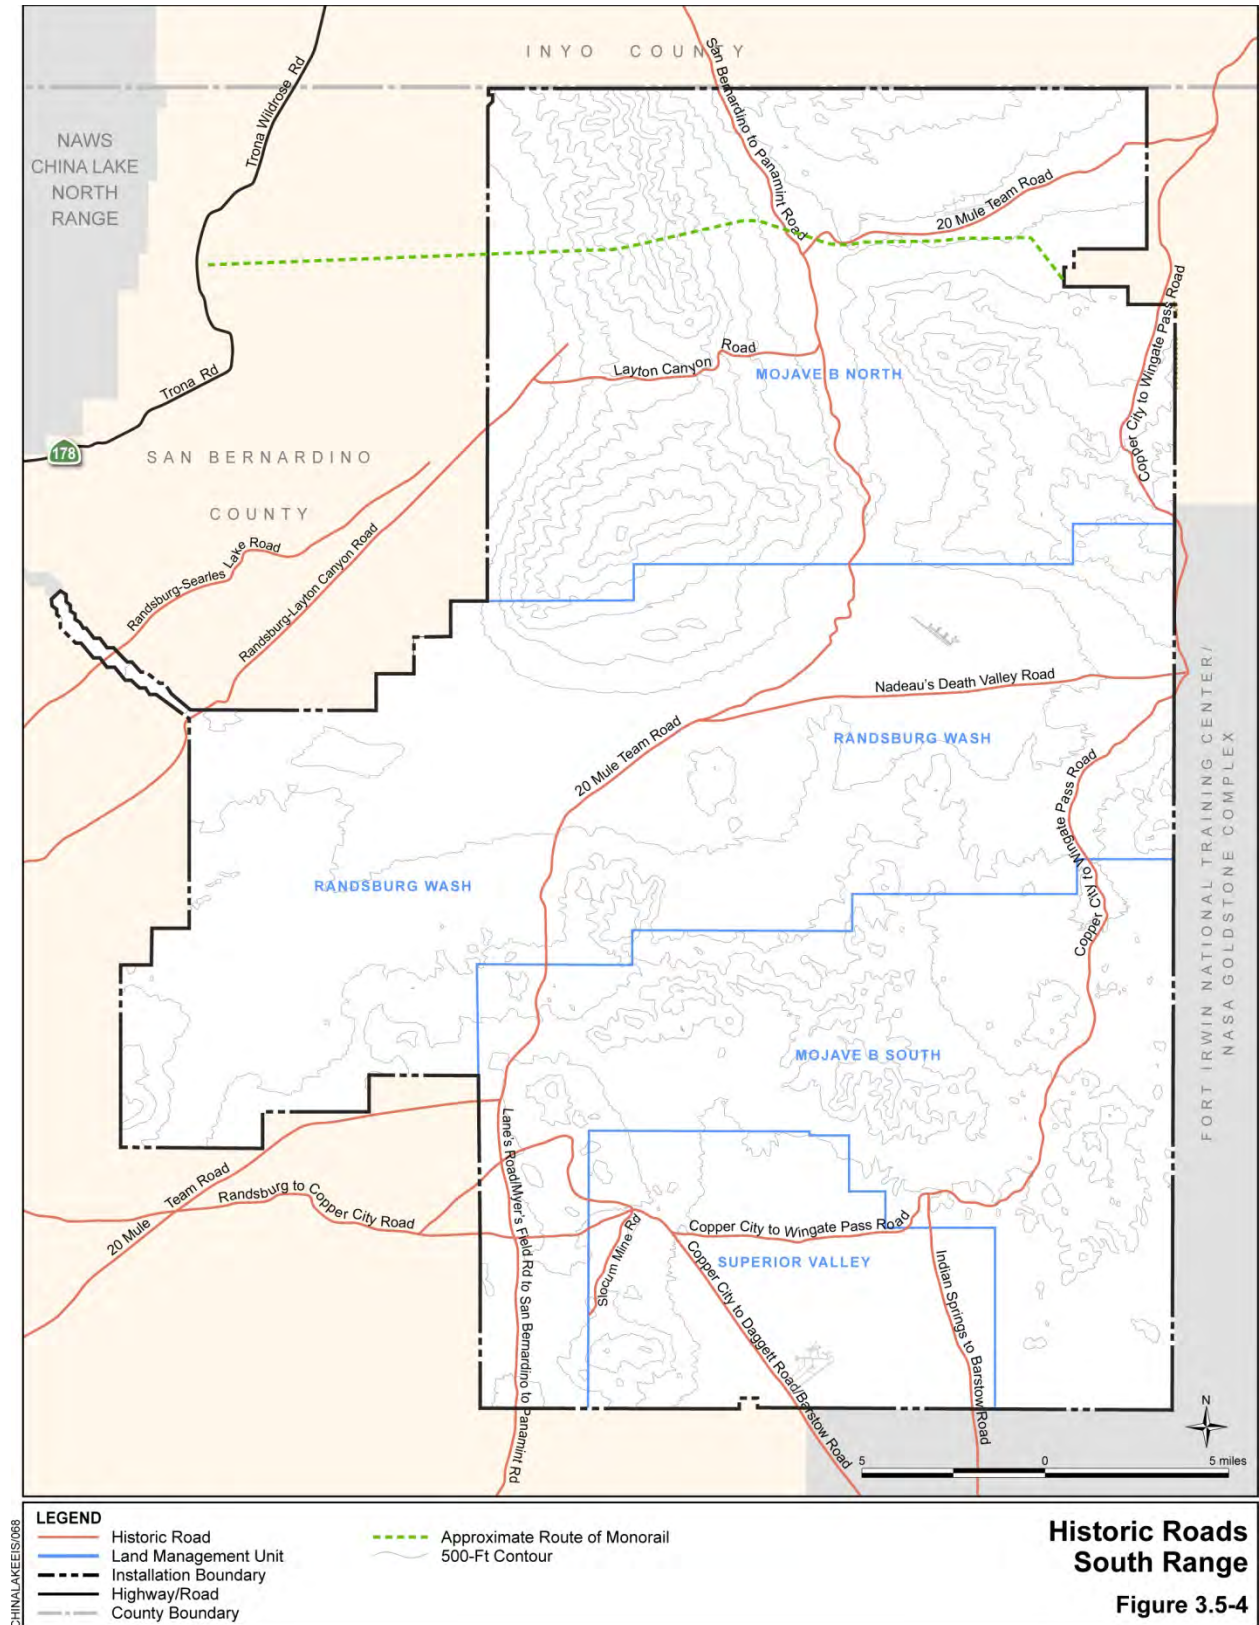 INYO COUNTY
San Bernardino to Panamint Road
Trona Wildrose Rd
NAWS
CHINA LAKE
NORTH
RANGE
20 Mule Team Road
Copper City to Wingate Pass Road
Layton Canyon Road
MOJAVE B NORTH
Trona Rd
178
SAN BERNARDINO
COUNTY
Randsburg-Searles Lake Road
Randsburg-Layton Canyon Road
FORT IRWIN NATIONAL TRAINING CENTER/
NASA GOLDSTONE COMPLEX
Nadeau's Death Valley Road
20 Mule Team Road
RANDSBURG WASH
Copper City to Wingate Pass Road
RANDSBURG WASH
MOJAVE B SOUTH
Lane's Road/Myer's Field Rd to San Bernardino to Panamint Rd
20 Mule Team Road
Randsburg to Copper City Road
Slocum Mine Rd
Copper City to Wingate Pass Road
SUPERIOR VALLEY
Copper City to Daggett Road/Barstow Road
Indian Springs to Barstow Road
N
5 0 5 miles
CHINALAKEEIS/068
LEGEND
Historic Road
Land Management Unit
Installation Boundary
Highway/Road
County Boundary
Approximate Route of Monorail
500-Ft Contour
Historic Roads
South Range
Figure 3.5-4